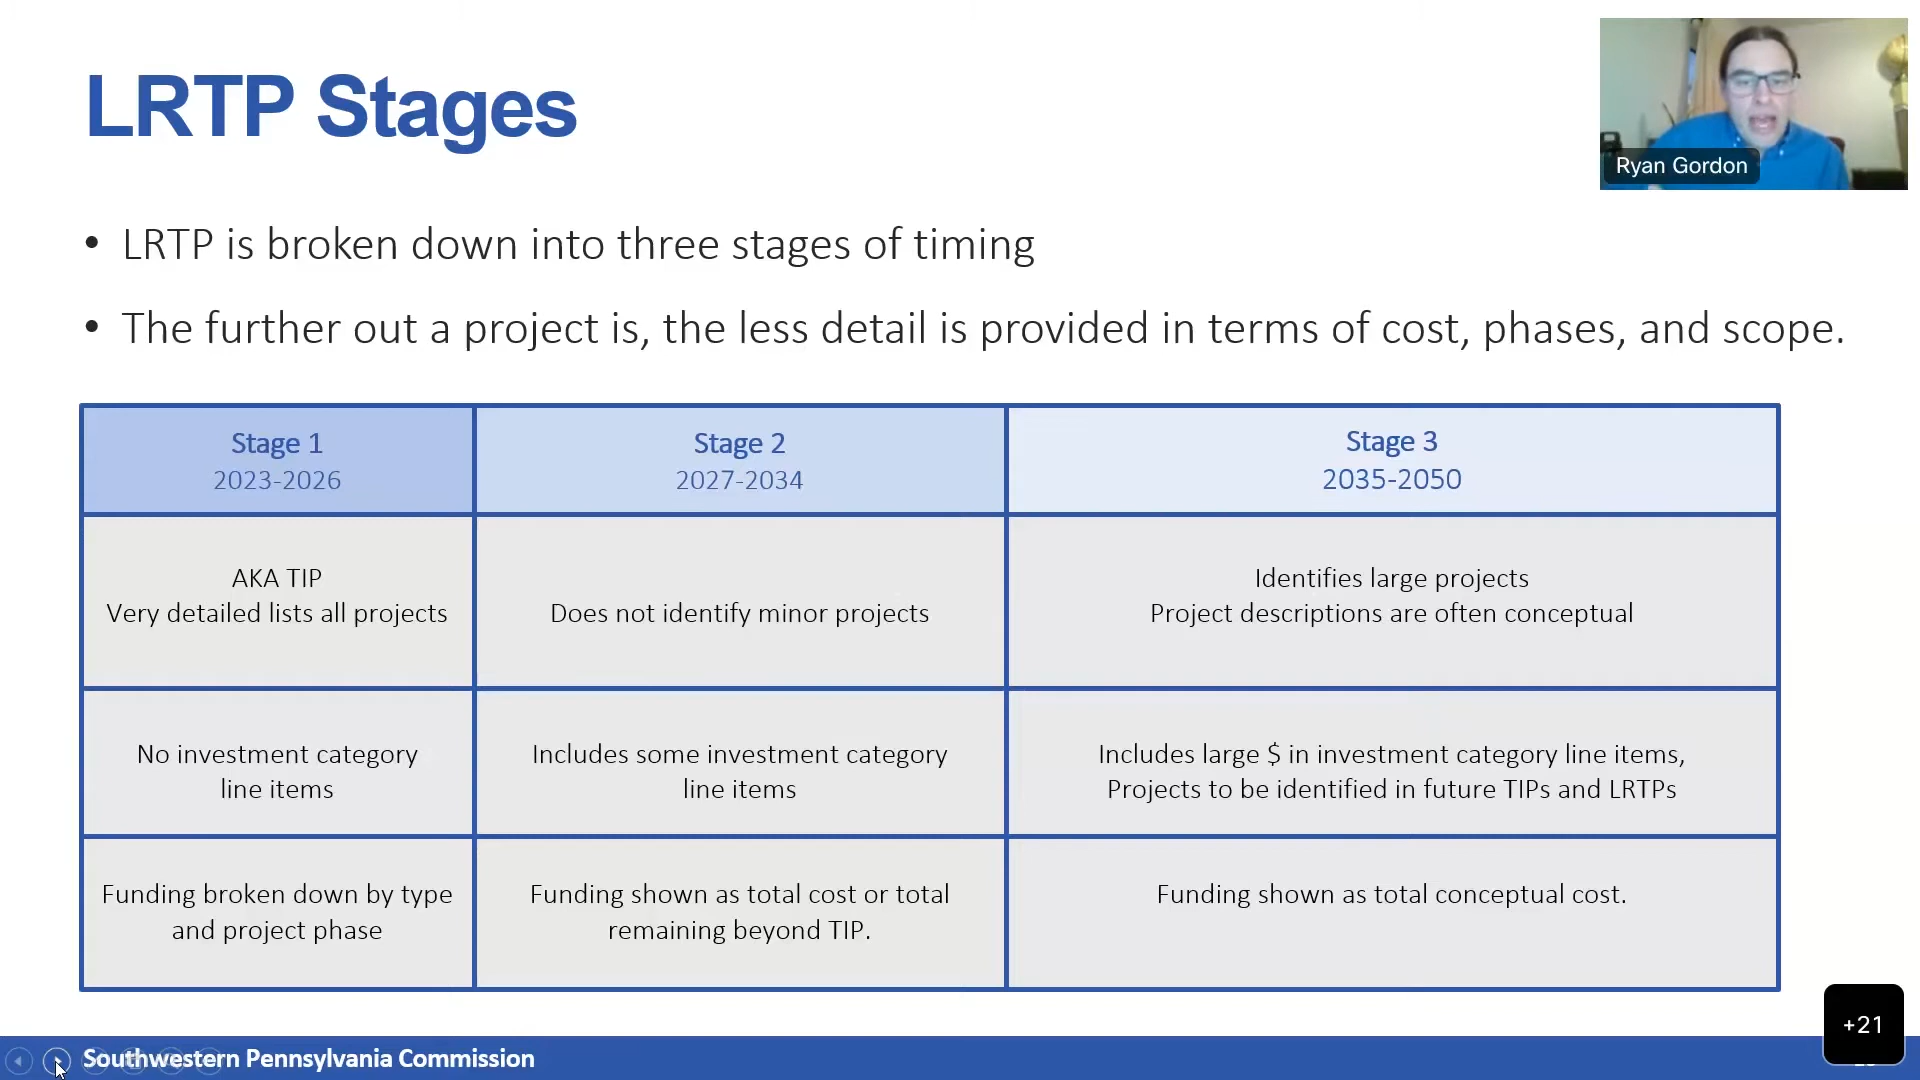 LRTP Stages
Ryan Gordon
• LRTP is broken down into three stages of timing
• The further out a project is, the less detail is provided in terms of cost, phases, and scope.
Stage 1
2023-2026
Stage 2
2027-2034
Stage 3
2035-2050
AKA TIP
Very detailed lists all projects
Does not identify minor projects
Identifies large projects
Project descriptions are often conceptual
No investment category
line items
Includes some investment category
line items
Includes large $ in investment category line items,
Projects to be identified in future TIPs and LRTPs
Funding broken down by type
and project phase
Funding shown as total cost or total
remaining beyond TIP.
Funding shown as total conceptual cost.
+21
Southwestern Pennsylvania Commission